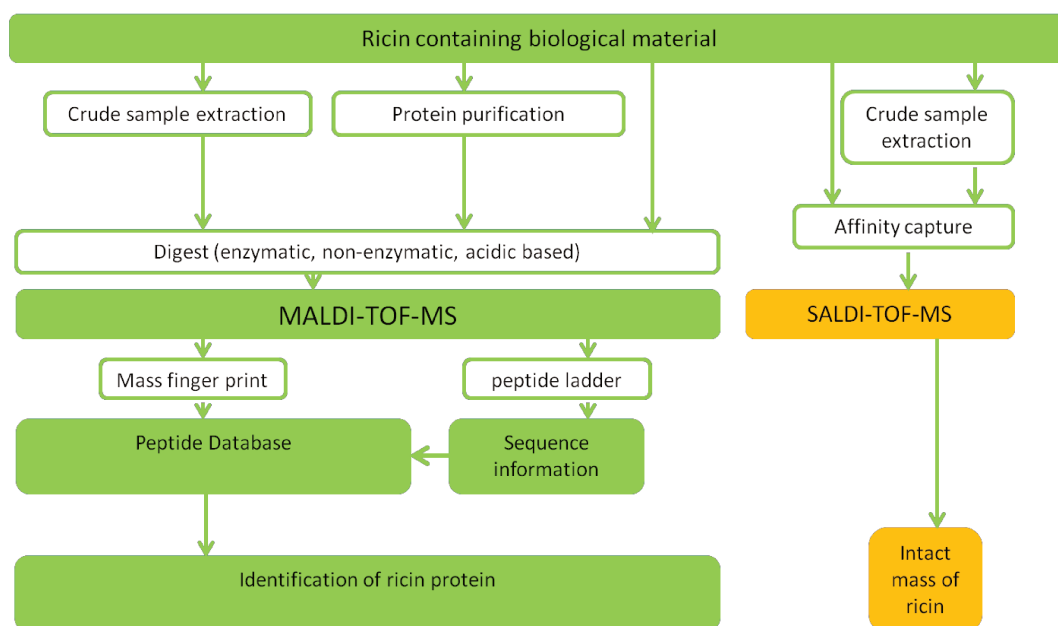 Ricin containing biological material
Crude sample extraction
Protein purification
Crude sample
extraction
Affinity capture
Digest (enzymatic, non-enzymatic, acidic based)
MALDI-TOF-MS
SALDI-TOF-MS
Mass finger print
peptide ladder
Peptide Database
Sequence
information
Identification of ricin protein
Intact
mass of
ricin